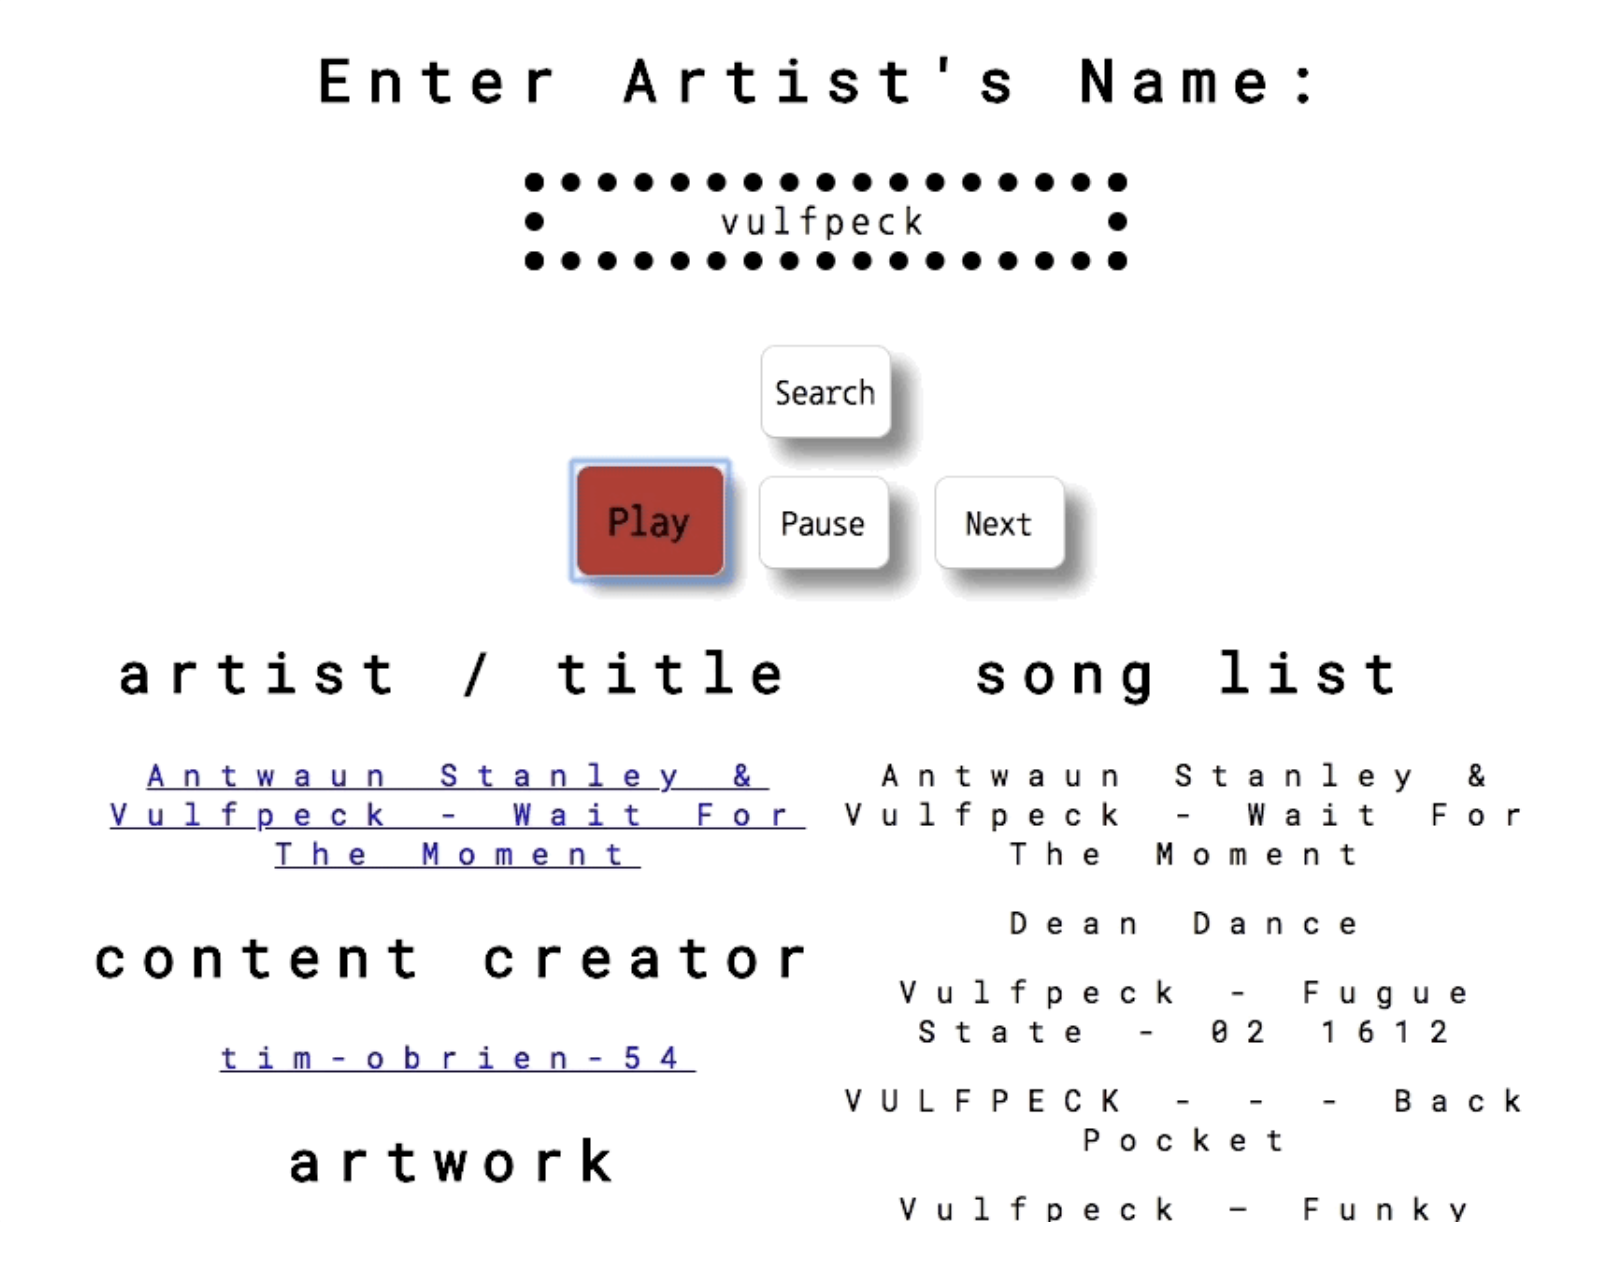 Enter Artist's Name:
vulfpeck
Search
Play
Pause
Next
artist / title
Antwaun Stanley &
Vulfpeck - Wait For
The Moment
content creator
tim-obrien-54
artwork
song list
Antwaun Stanley &
Vulfpeck - Wait For
The Moment
Dean Dance
Vulfpeck - Fugue
State - 02 1612
VULFPECK - - - Back
Pocket
Vulfpeck — Funky